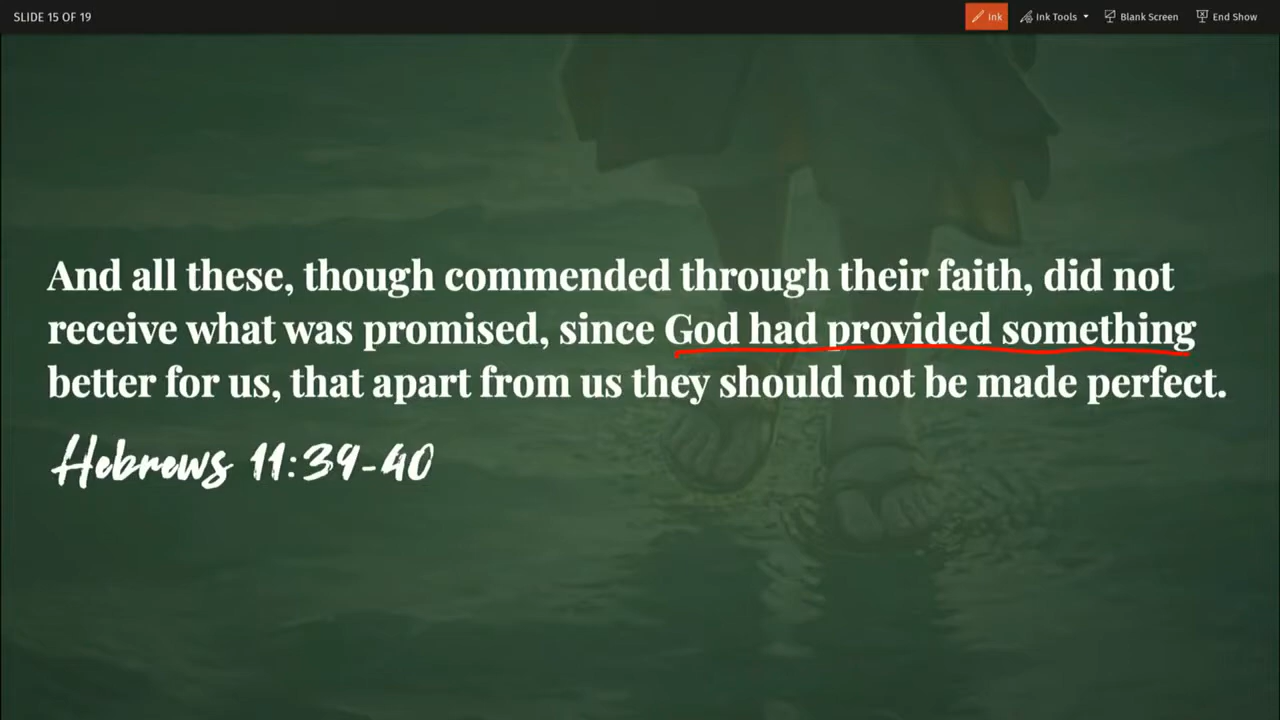 SLIDE 15 OF 19
Ink
Ink Tools
Blank Screen
End Show
And all these, though commended through their faith, did not
receive what was promised, since God had provided something
better for us, that apart from us they should not be made perfect.
Hebrews 11:39-40